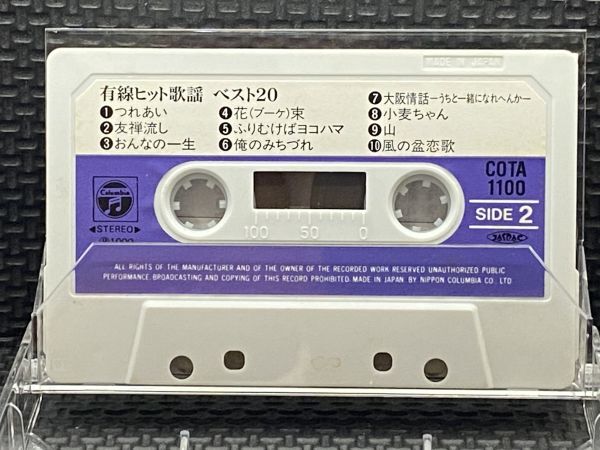 MADE IN JAPAN
有線ヒット歌謡 ベスト20
❶つれあい
❷友禅流し
❸おんなの一生
❹花(ブーケ)束
❺ふりむけばヨコハマ
❻俺のみちづれ
❼大阪情話ーうちと一緒になれへんかー
❽小麦ちゃん
❾山
❿風の盆恋歌
Columbia
◀STEREO▶
COTA
1100
SIDE 2
JASRAC
100 50 0
ALL RIGHTS OF THE MANUFACTURER AND OF THE OWNER OF THE RECORDED WORK RESERVED UNAUTHORIZED PUBLIC
PERFORMANCE BROADCASTING AND COPYING OF THIS RECORD PROHIBITED MADE IN JAPAN BY NIPPON COLUMBIA CO. LTD